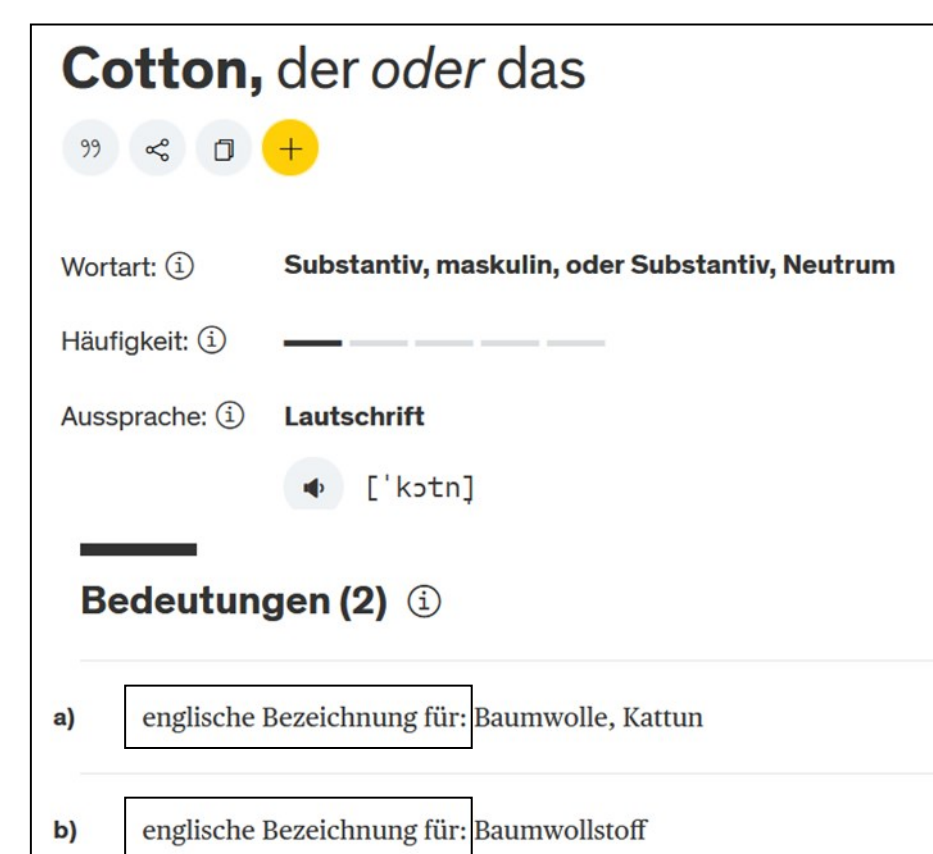 Cotton, der oder das
Wortart: Substantiv, maskulin, oder Substantiv, Neutrum
Häufigkeit:
Aussprache: Lautschrift
[ˈkɔtn̩]
Bedeutungen (2)
a) englische Bezeichnung für: Baumwolle, Kattun
b) englische Bezeichnung für: Baumwollstoff